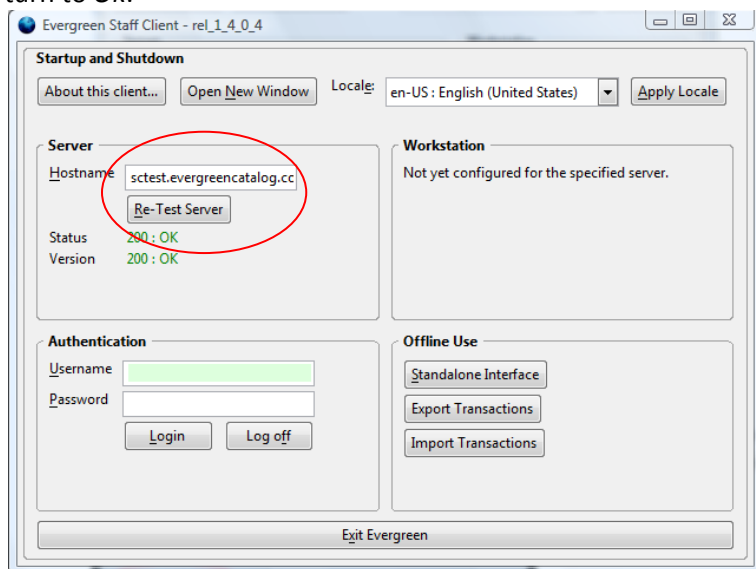 turn to Ok.
Evergreen Staff Client - rel_1_4_0_4
Startup and Shutdown
About this client... Open New Window Locale: en-US : English (United States) Apply Locale
Server
Hostname sctest.evergreencatalog.cc
Re-Test Server
Status 200 : OK
Version 200 : OK
Workstation
Not yet configured for the specified server.
Authentication
Username
Password
Login Log off
Offline Use
Standalone Interface
Export Transactions
Import Transactions
Exit Evergreen